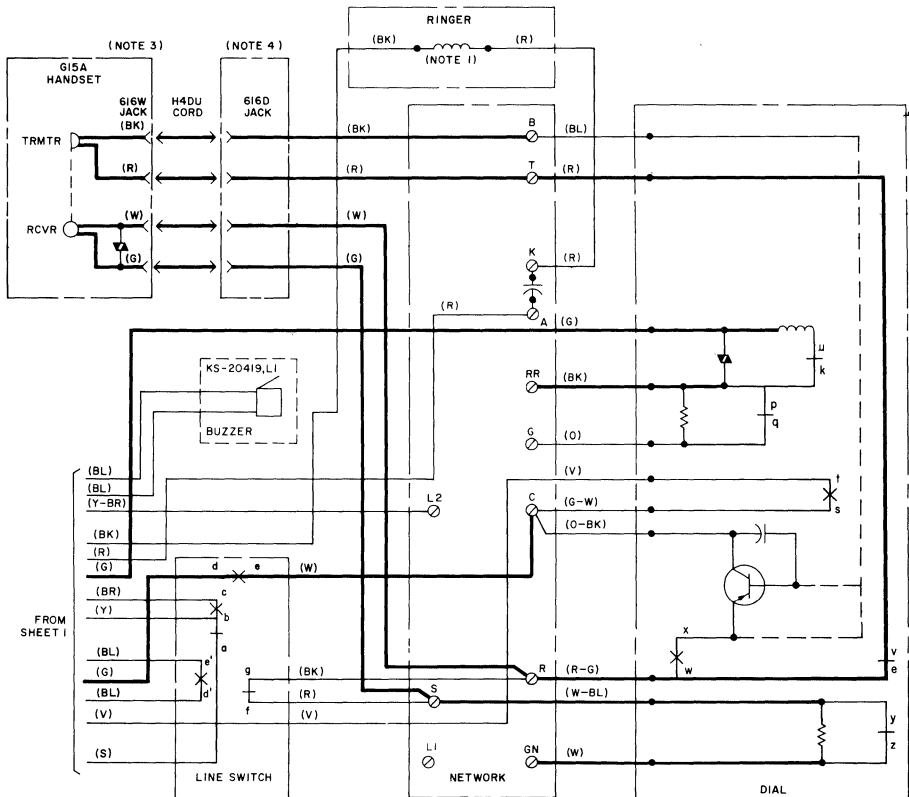 RINGER
(BK) (R)
(NOTE 1)
(NOTE 3) (NOTE 4)
G15A
HANDSET
616W
JACK
H4DU
CORD
616D
JACK
(BK) (BK) B (BL)
TRMTR
(R) (R) T (R)
(W) (W)
RCVR
(G) (G)
K (R)
(R) A (G)
u
k
KS-20419,L1
BUZZER
RR (BK)
p
q
G (O)
(BL)
(BL)
(Y-BR) L2
(V) t
C (G-W) s
(O-BK)
(BK)
(R)
(G)
d e (W)
(BR) c
(Y) b
a
FROM
SHEET 1
x
w
(BL) e'
(G)
(BL) d'
g (BK) R (R-G)
v
e
f (R) S (W-BL)
(V) (V)
y
z
(S) L1 GN (W)
LINE SWITCH NETWORK DIAL